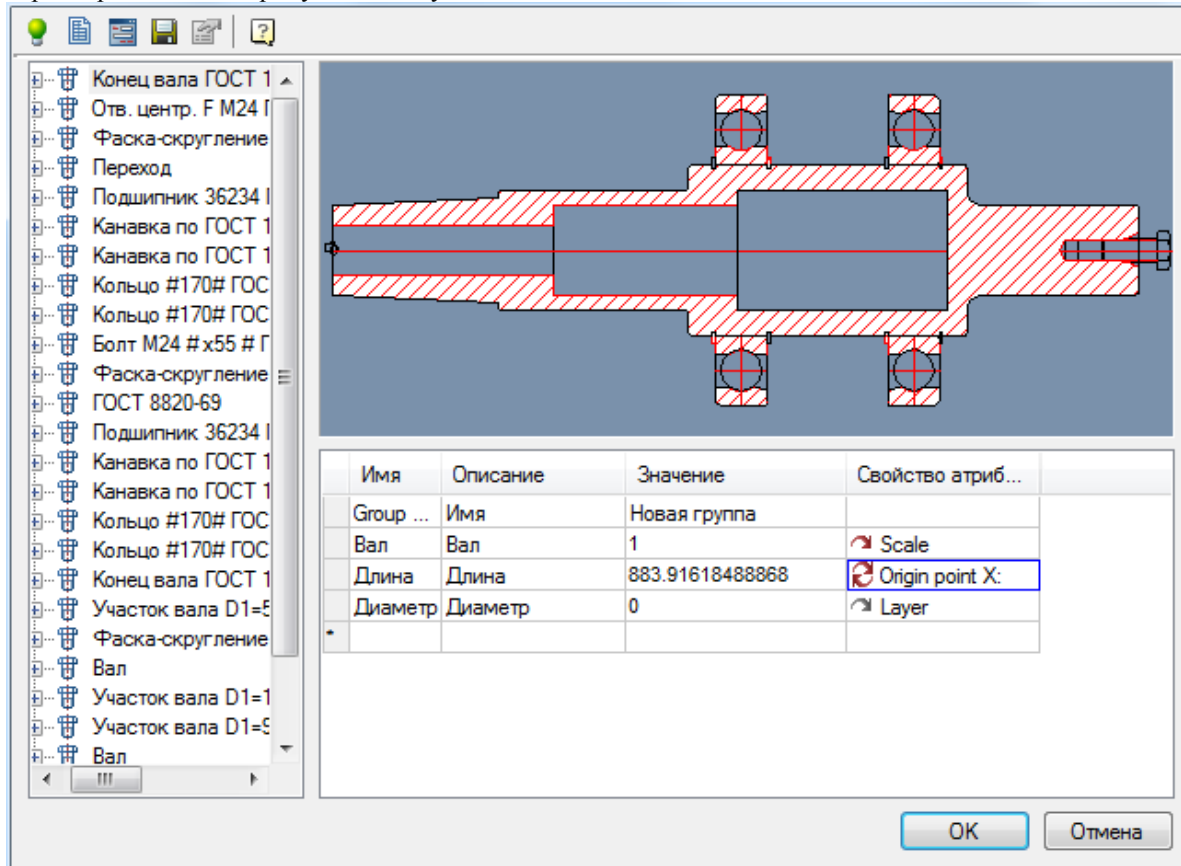 Конец вала ГОСТ 1
Отв. центр. F M24 Г
Фаска-скругление
Переход
Подшипник 36234 
Канавка по ГОСТ 1
Канавка по ГОСТ 1
Кольцо #170# ГОС
Кольцо #170# ГОС
Болт М24 # x55 # Г
Фаска-скругление
ГОСТ 8820-69
Подшипник 36234 
Канавка по ГОСТ 1
Канавка по ГОСТ 1
Кольцо #170# ГОС
Кольцо #170# ГОС
Конец вала ГОСТ 1
Участок вала D1=5
Фаска-скругление
Вал
Участок вала D1=1
Участок вала D1=9
Вал
Имя Описание Значение Свойство атриб...
Group ... Имя Новая группа
Вал Вал 1 Scale
Длина Длина 883.91618488868 Origin point X:
Диаметр Диаметр 0 Layer
OK Отмена